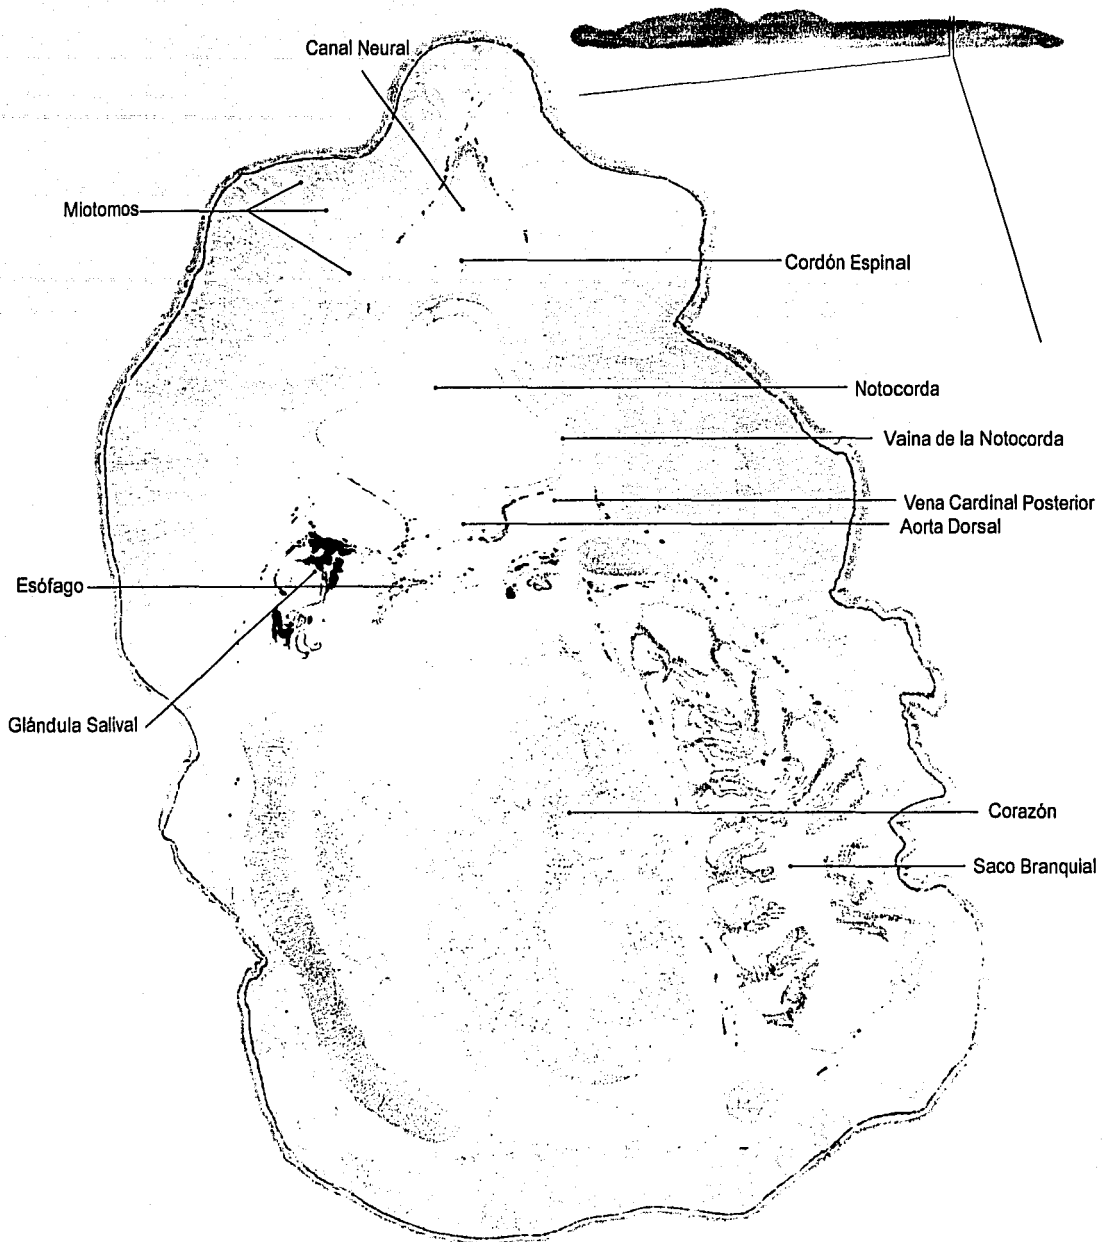 Canal Neural
Miotomos
Cordón Espinal
Notocorda
Vaina de la Notocorda
Vena Cardinal Posterior
Aorta Dorsal
Esófago
Glándula Salival
Corazón
Saco Branquial